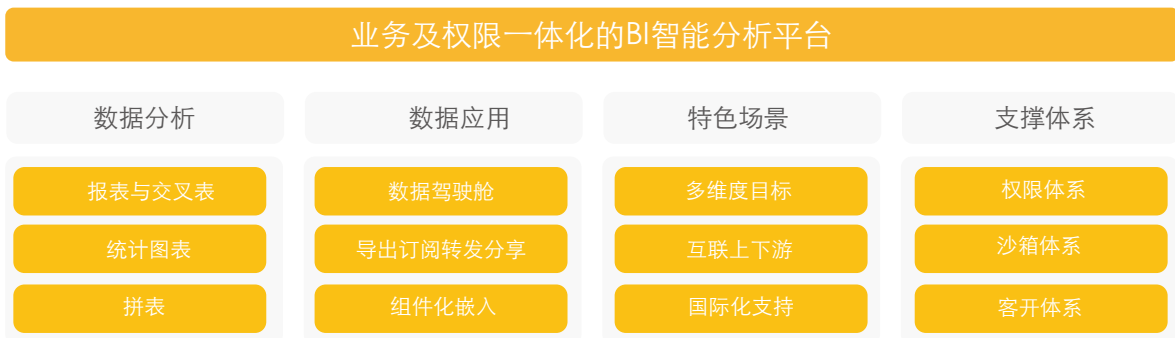 业务及权限一体化的BI智能分析平台
数据分析
数据应用
特色场景
支撑体系
报表与交叉表
数据驾驶舱
多维度目标
权限体系
统计图表
导出订阅转发分享
互联上下游
沙箱体系
拼表
组件化嵌入
国际化支持
客开体系